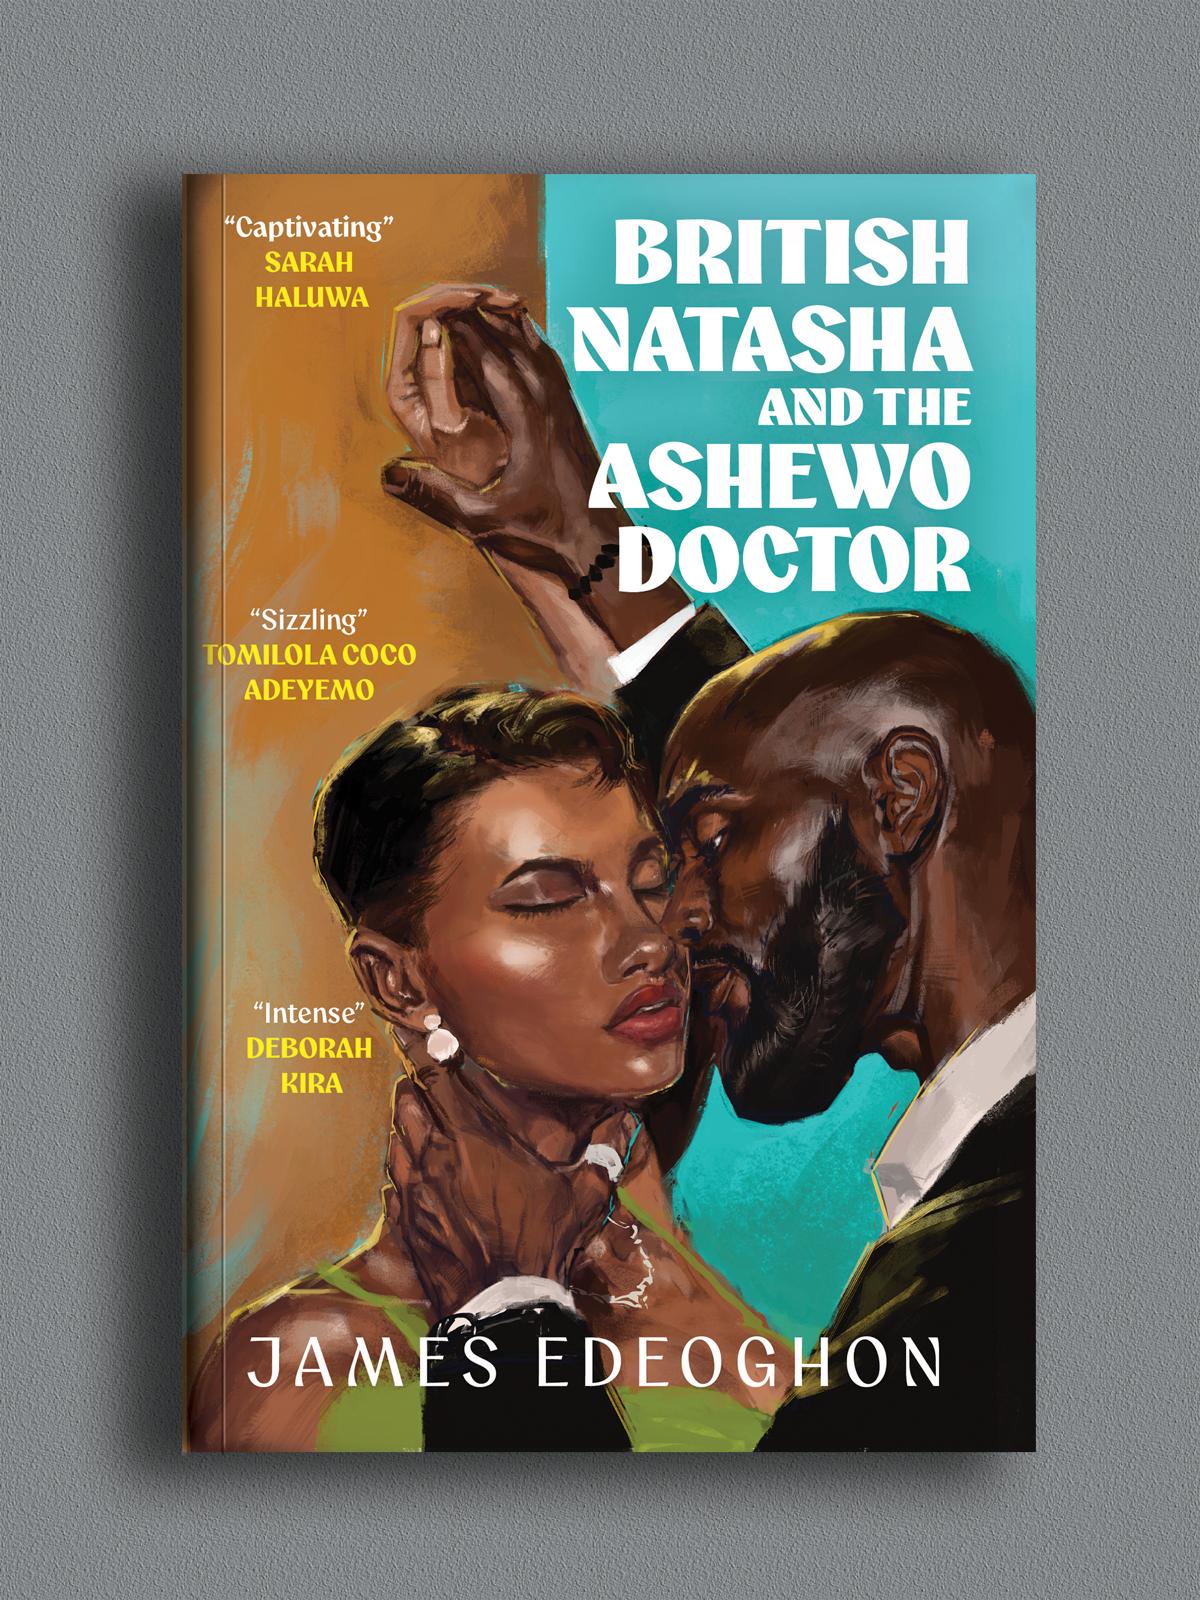 BRITISH
NATASHA
AND THE
ASHEWO
DOCTOR
“Captivating”
SARAH
HALUWA
“Sizzling”
TOMILOLA COCO
ADEYEMO
“Intense”
DEBORAH
KIRA
JAMES EDEOGHON